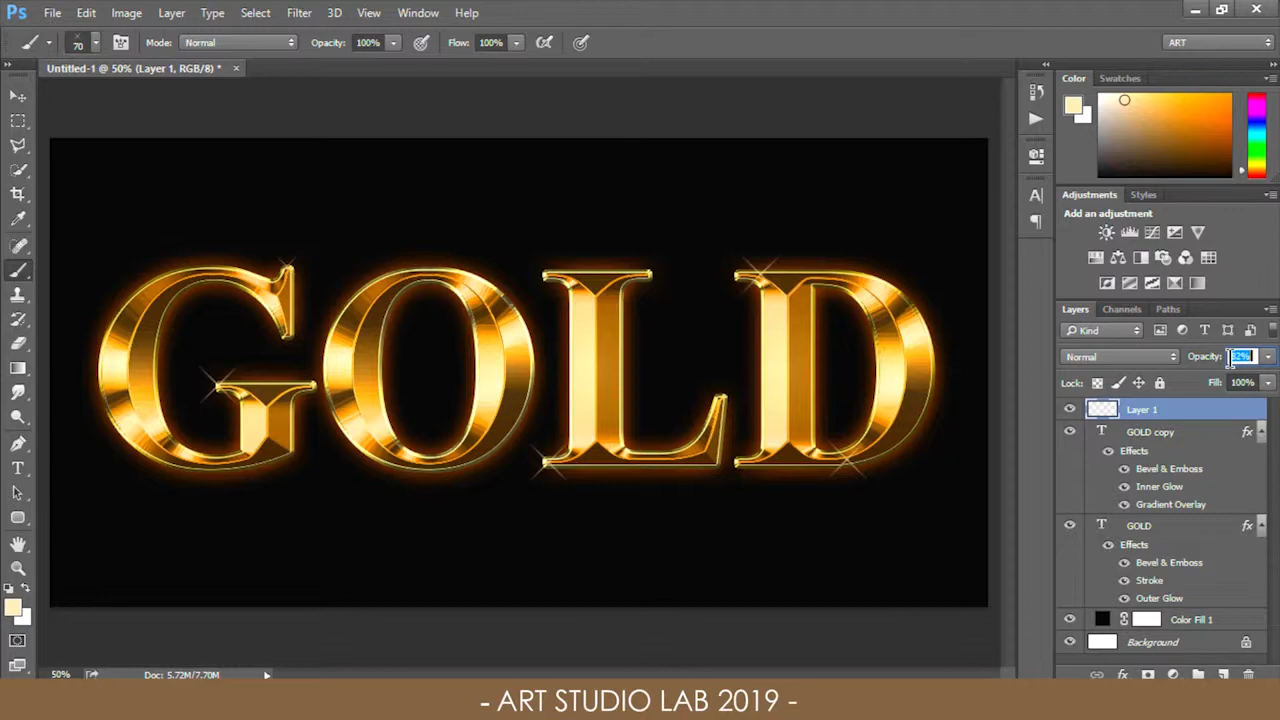 Ps File Edit Image Layer Type Select Filter 3D View Window Help
70 Mode: Normal Opacity: 100% Flow: 100% ART
Untitled-1 @ 50% (Layer 1, RGB/8) * ×
Color Swatches
Adjustments Styles
Add an adjustment
GOLD
Layers Channels Paths
Kind
Normal Opacity: 82%
Lock: Fill: 100%
Layer 1
GOLD copy fx
Effects
Bevel & Emboss
Inner Glow
Gradient Overlay
GOLD fx
Effects
Bevel & Emboss
Stroke
Outer Glow
Color Fill 1
Background
50% Doc: 5.72M/7.70M
- ART STUDIO LAB 2019 -